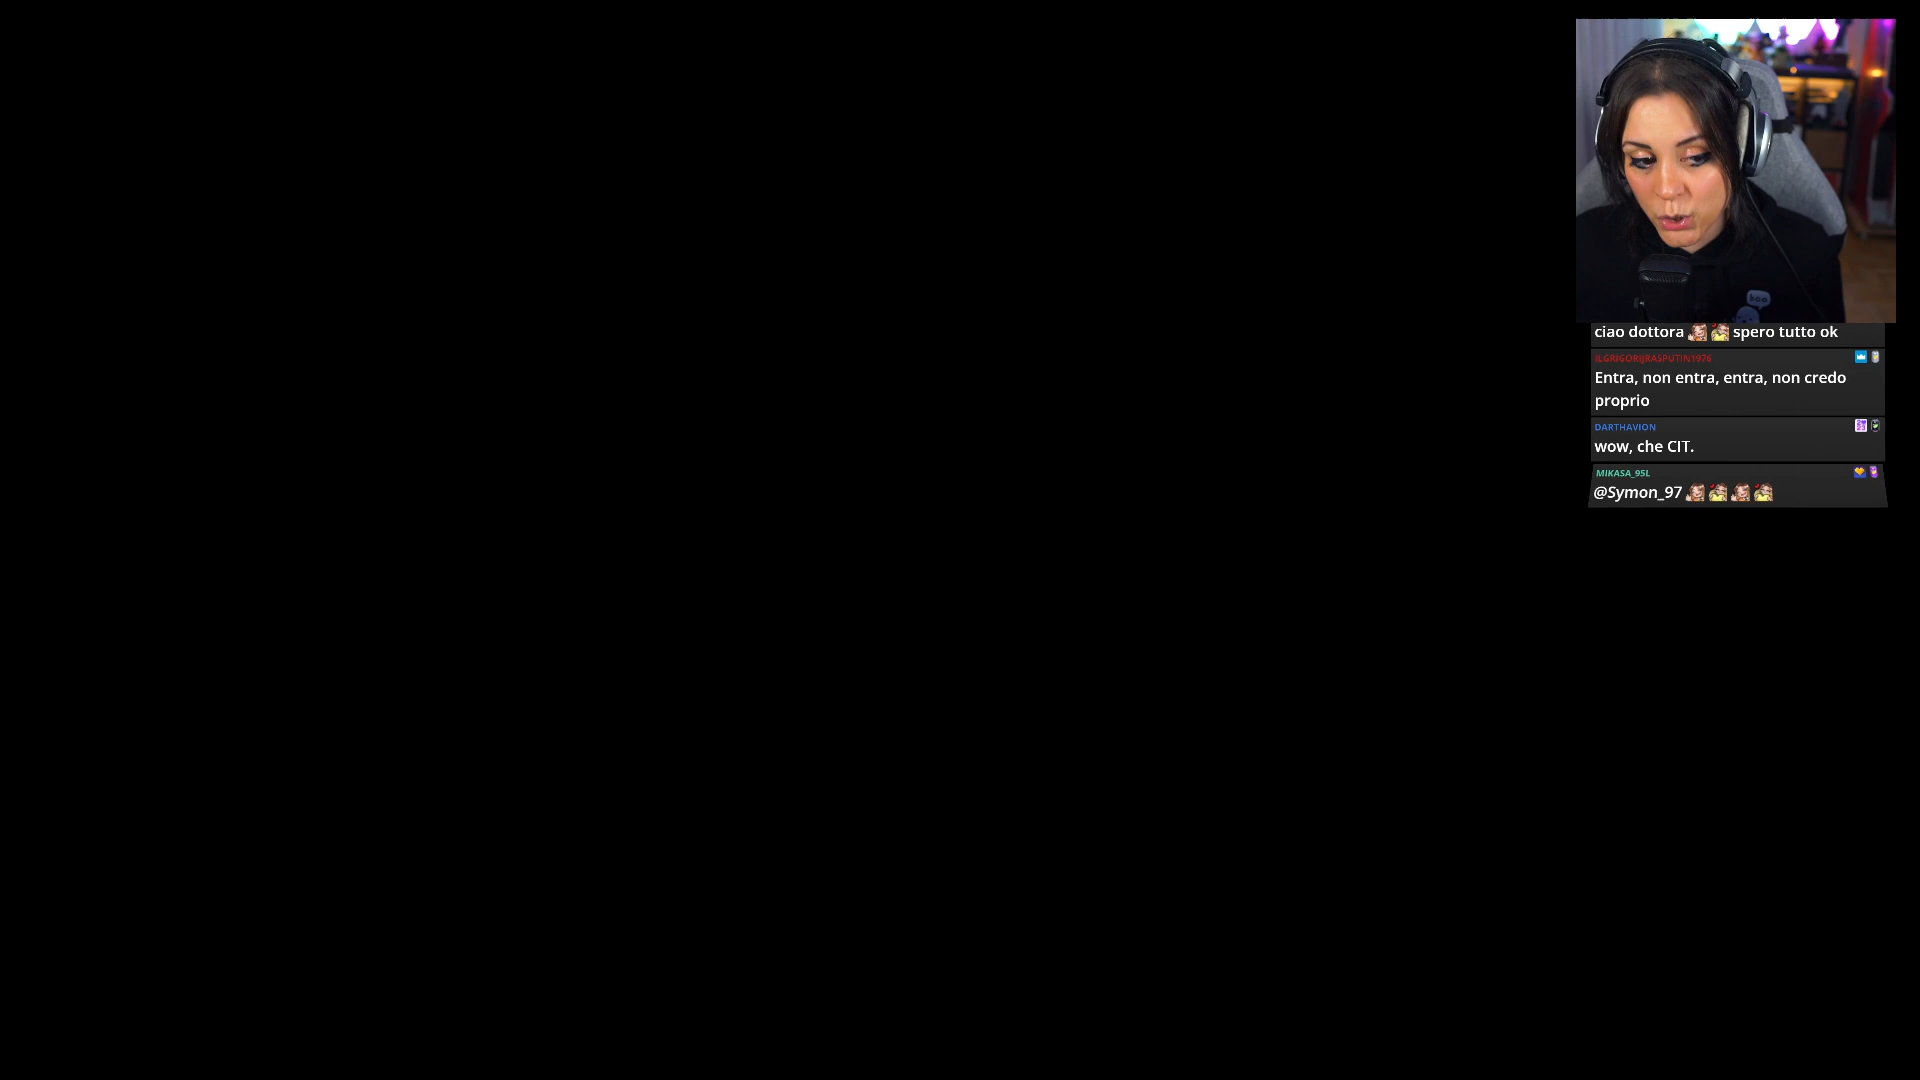 boo
ciao dottora spero tutto ok
ILGRIGORIJRASPUTIN1976
Entra, non entra, entra, non credo
proprio
DARTHAVION
wow, che CIT.
MIKASA_95L
@Symon_97